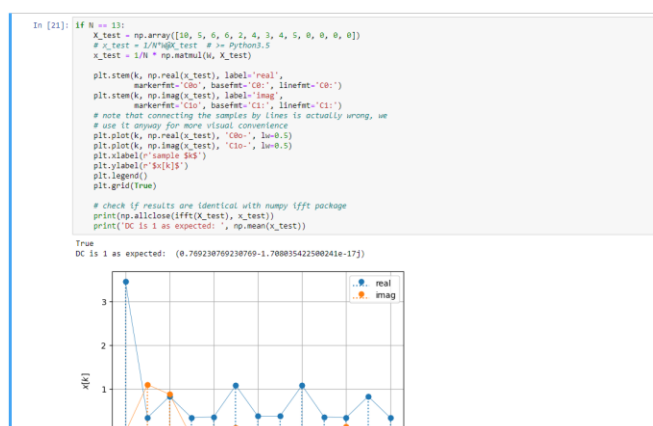 In [21]: if N == 13:
X_test = np.array([10, 5, 6, 6, 2, 4, 3, 4, 5, 0, 0, 0, 0])
# x_test = 1/N*W@X_test # >= Python3.5
x_test = 1/N * np.matmul(W, X_test)
plt.stem(k, np.real(x_test), label='real',
markerfmt='C0o', basefmt='C0:', linefmt='C0:')
plt.stem(k, np.imag(x_test), label='imag',
markerfmt='C1o', basefmt='C1:', linefmt='C1:')
# note that connecting the samples by lines is actually wrong, we
# use it anyway for more visual convenience
plt.plot(k, np.real(x_test), 'C0o-', lw=0.5)
plt.plot(k, np.imag(x_test), 'C1o-', lw=0.5)
plt.xlabel(r'sample $k$')
plt.ylabel(r'$x[k]$')
plt.legend()
plt.grid(True)
# check if results are identical with numpy ifft package
print(np.allclose(ifft(X_test), x_test))
print('DC is 1 as expected: ', np.mean(x_test))
True
DC is 1 as expected: (0.769230769230769-1.708035422500241e-17j)
real
imag
3
2
x[k]
1